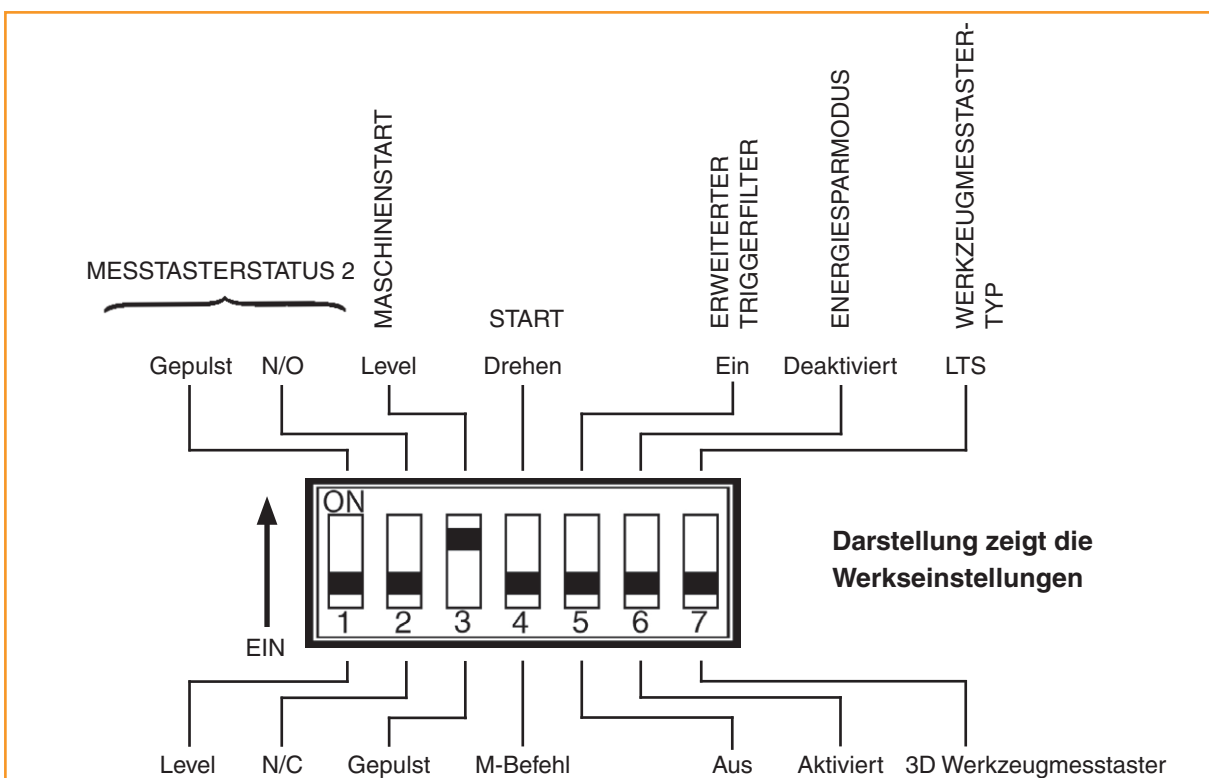 MESSTASTERSTATUS 2
MASCHINENSTART
START
ERWEITERTER
TRIGGERFILTER
ENERGIESPARMODUS
WERKZEUGMESSTASTER-
TYP
Gepulst N/O Level Drehen Ein Deaktiviert LTS
ON
1 2 3 4 5 6 7
EIN
Darstellung zeigt die
Werkseinstellungen
Level N/C Gepulst M-Befehl Aus Aktiviert 3D Werkzeugmesstaster